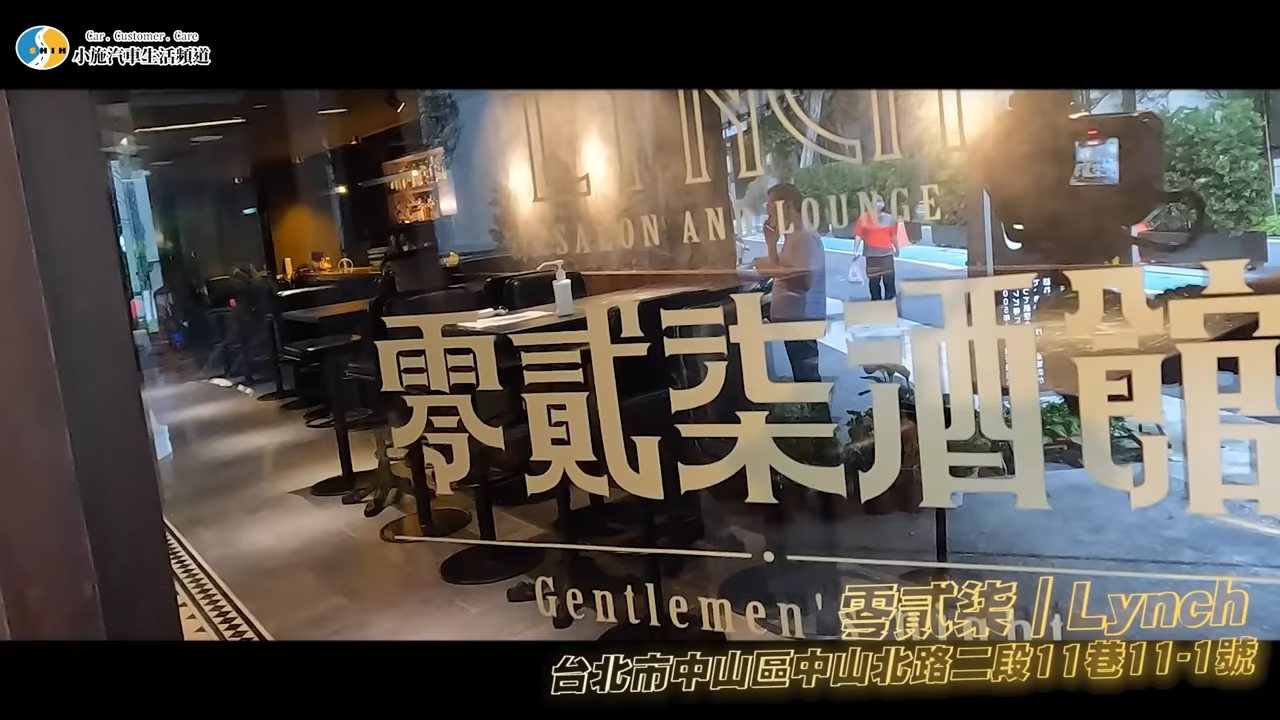 Car. Customer. Care
SHIH
小施汽車生活頻道
LYNCH
SALON AND LOUNGE
零貳柒酒館
Gentlemen's
零貳柒｜Lynch
台北市中山區中山北路二段11巷11-1號